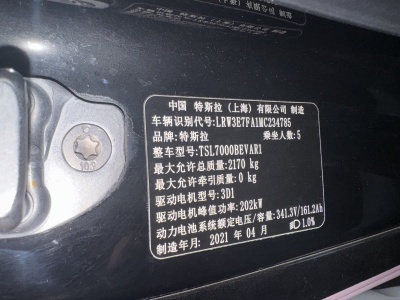 中国 特斯拉（上海）有限公司 制造
车辆识别代号：LRW3E7FA1MC234785
品牌：特斯拉 乘坐人数：5
整车型号：TSL7000BEVAR1
最大允许总质量：2170 kg
最大允许牵引质量：0 kg
驱动电机型号：3D1
驱动电机峰值功率：202kW
动力电池系统额定电压/容量：341.3V/161.2Ah
制造年月：2021 年 04 月 1.0%